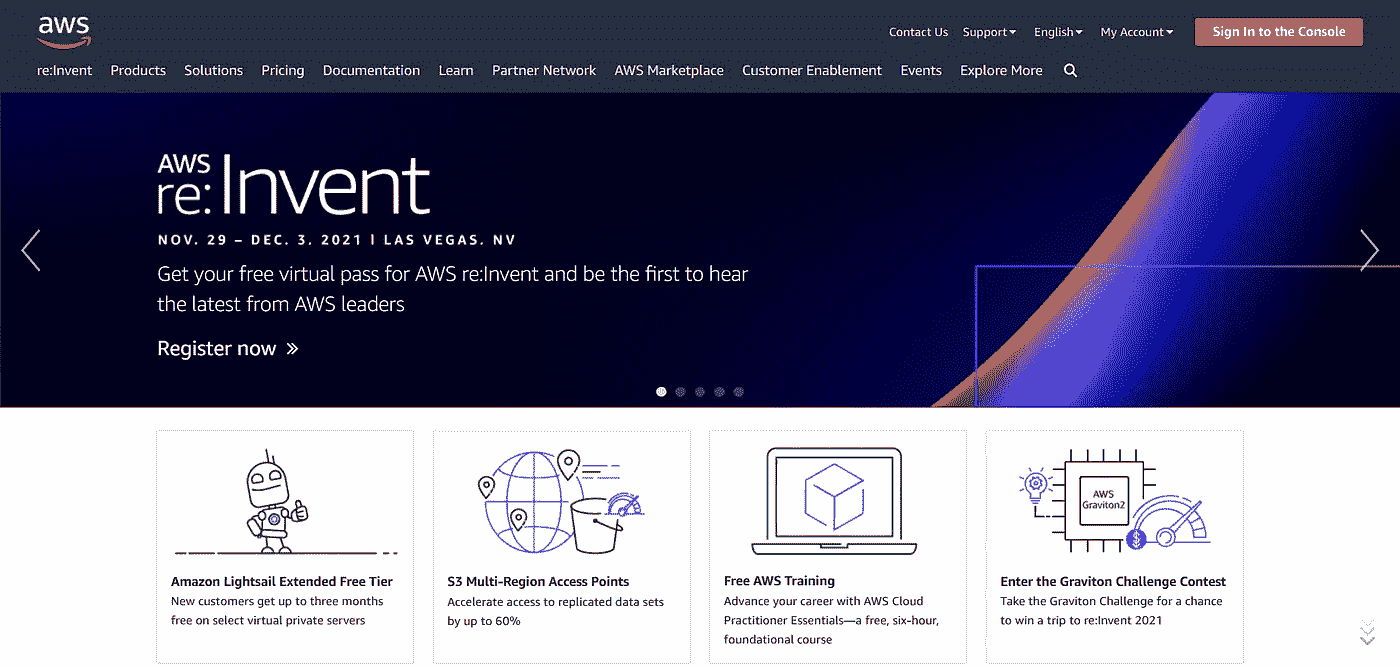 aws
Contact Us Support English My Account Sign In to the Console
re:Invent Products Solutions Pricing Documentation Learn Partner Network AWS Marketplace Customer Enablement Events Explore More
AWS
re:Invent
NOV. 29 – DEC. 3, 2021 | LAS VEGAS, NV
Get your free virtual pass for AWS re:Invent and be the first to hear
the latest from AWS leaders
Register now »
Amazon Lightsail Extended Free Tier
New customers get up to three months
free on select virtual private servers
S3 Multi-Region Access Points
Accelerate access to replicated data sets
by up to 60%
Free AWS Training
Advance your career with AWS Cloud
Practitioner Essentials—a free, six-hour,
foundational course
AWS
Graviton2
Enter the Graviton Challenge Contest
Take the Graviton Challenge for a chance
to win a trip to re:Invent 2021